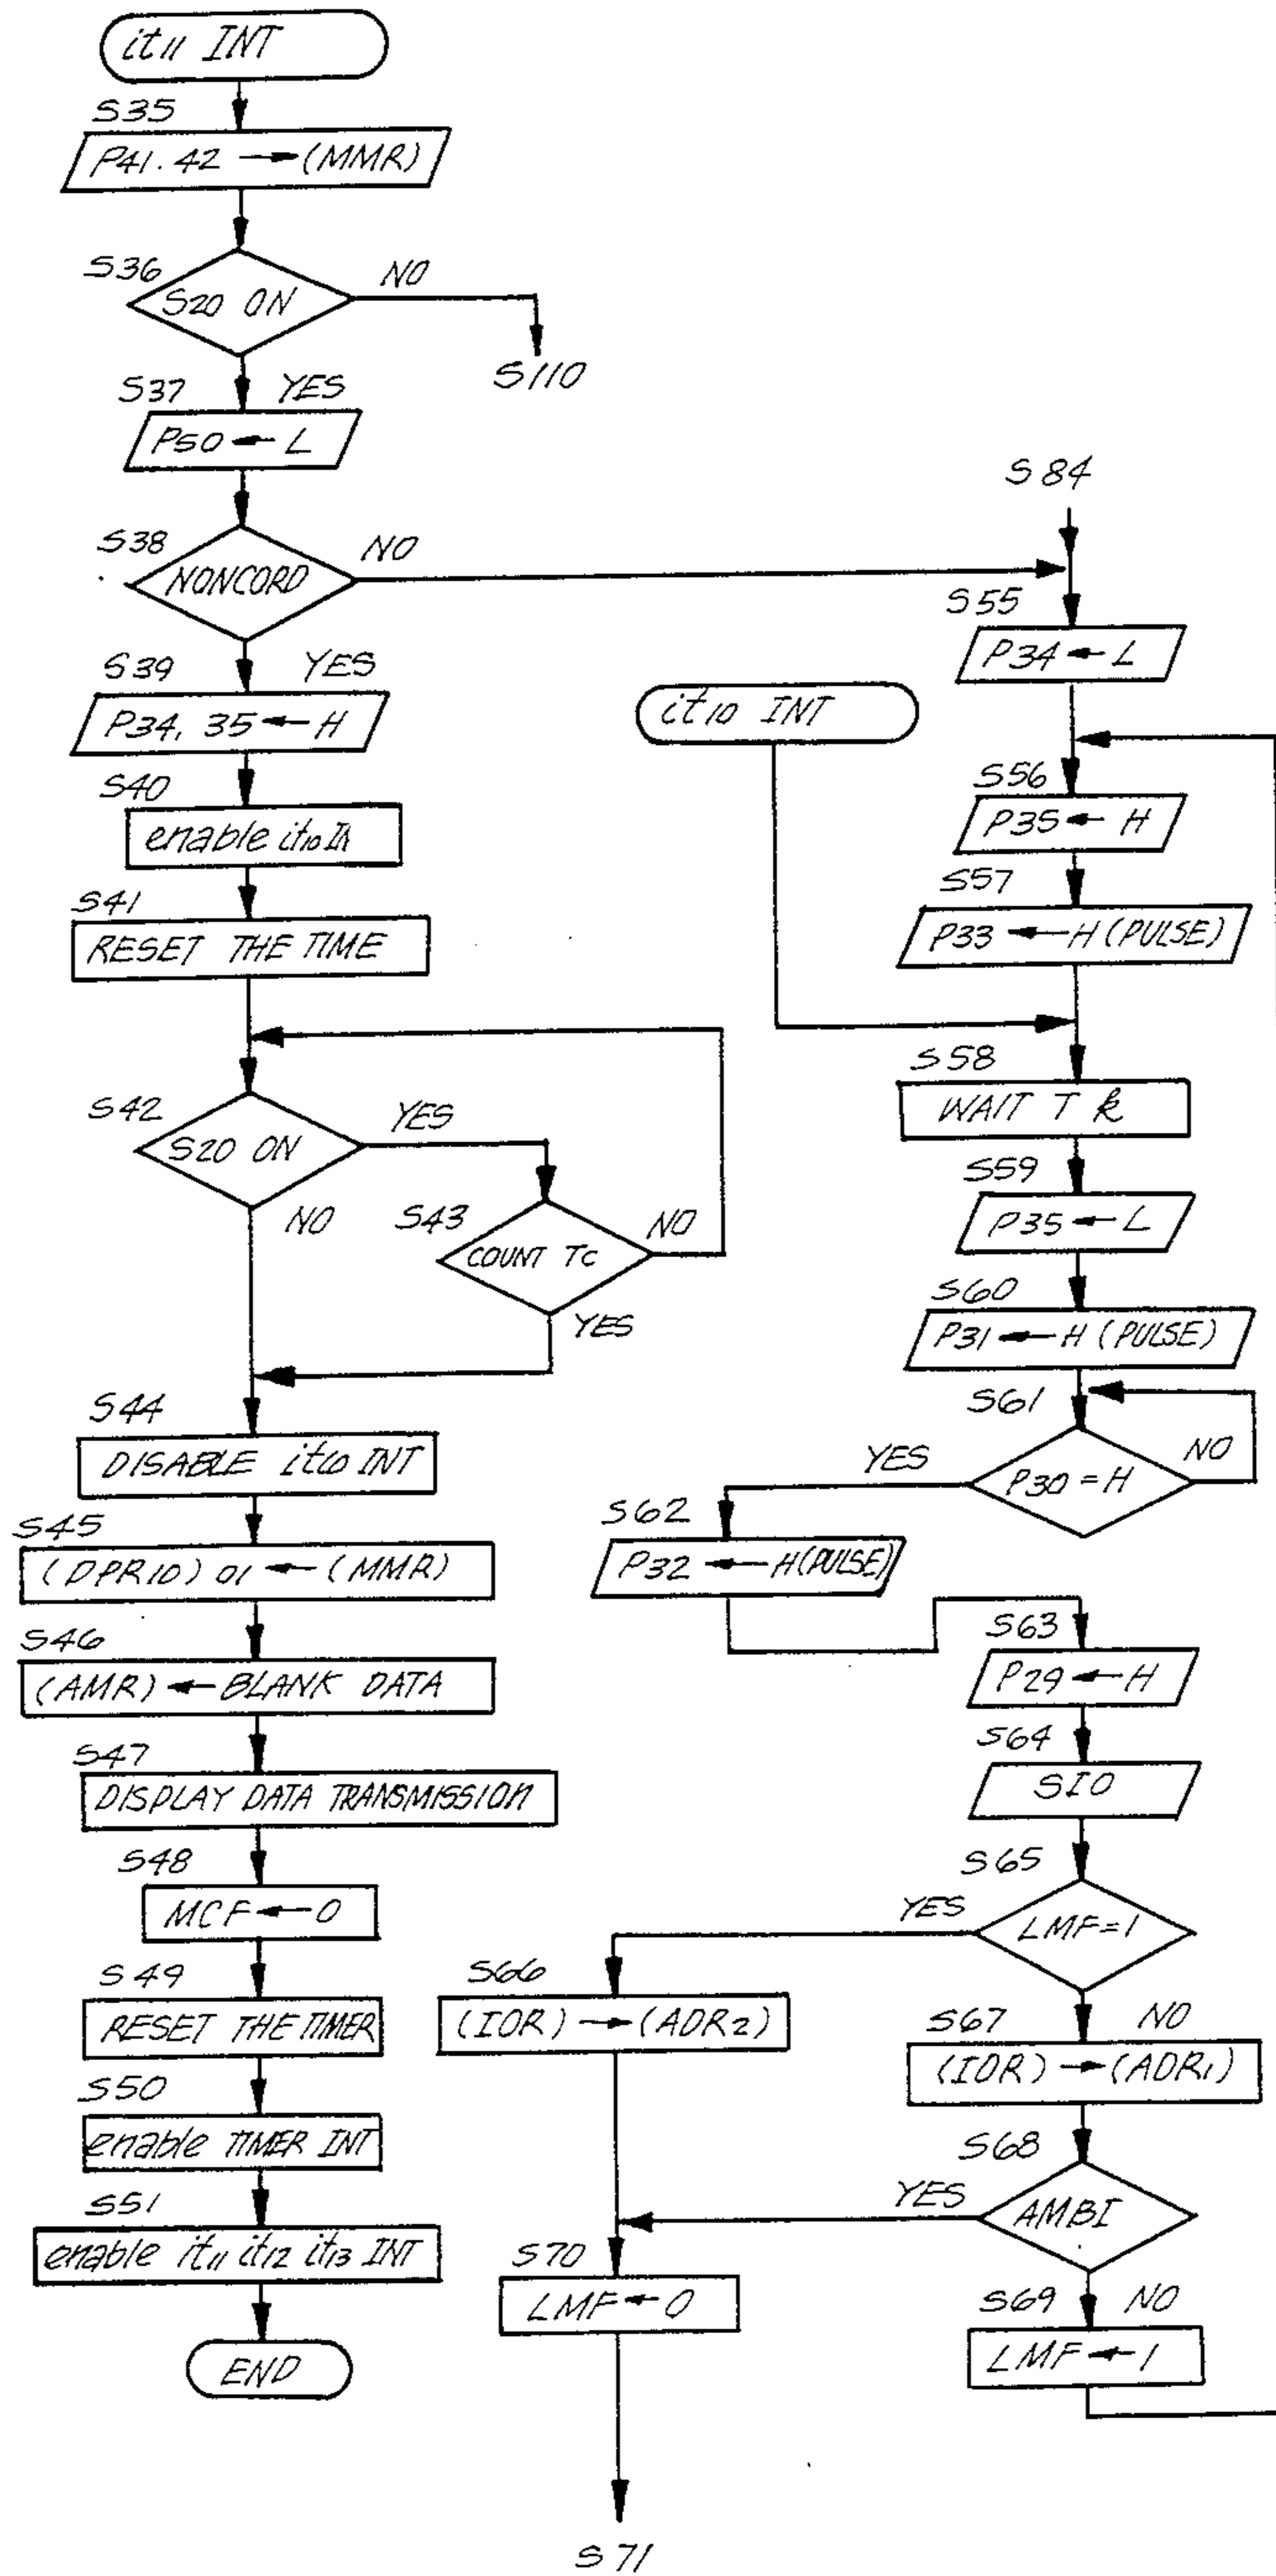 it11 INT
S35
P41.42 → (MMR)
S36
S20 ON
NO
S110
S37
YES
P50 ← L
S38
NONCORD
NO
S39
YES
P34, 35 ← H
S40
enable it10 IN
S41
RESET THE TIME
S42
S20 ON
YES
NO
S43
COUNT Tc
NO
YES
S44
DISABLE it10 INT
S45
(DPR10) 01 ← (MMR)
S46
(AMR) ← BLANK DATA
S47
DISPLAY DATA TRANSMISSION
S48
MCF ← 0
S49
RESET THE TIMER
S50
enable TIMER INT
S51
enable it11 it12 it13 INT
END
S84
S55
P34 ← L
it10 INT
S56
P35 ← H
S57
P33 ← H (PULSE)
S58
WAIT T k
S59
P35 ← L
S60
P31 ← H (PULSE)
S61
P30 = H
NO
YES
S62
P32 ← H (PULSE)
S63
P29 ← H
S64
SIO
S65
LMF=1
YES
S66
(IOR) → (ADR2)
S67
NO
(IOR) → (ADR1)
S68
AMBI
YES
S70
LMF ← 0
S69
NO
LMF ← 1
S71